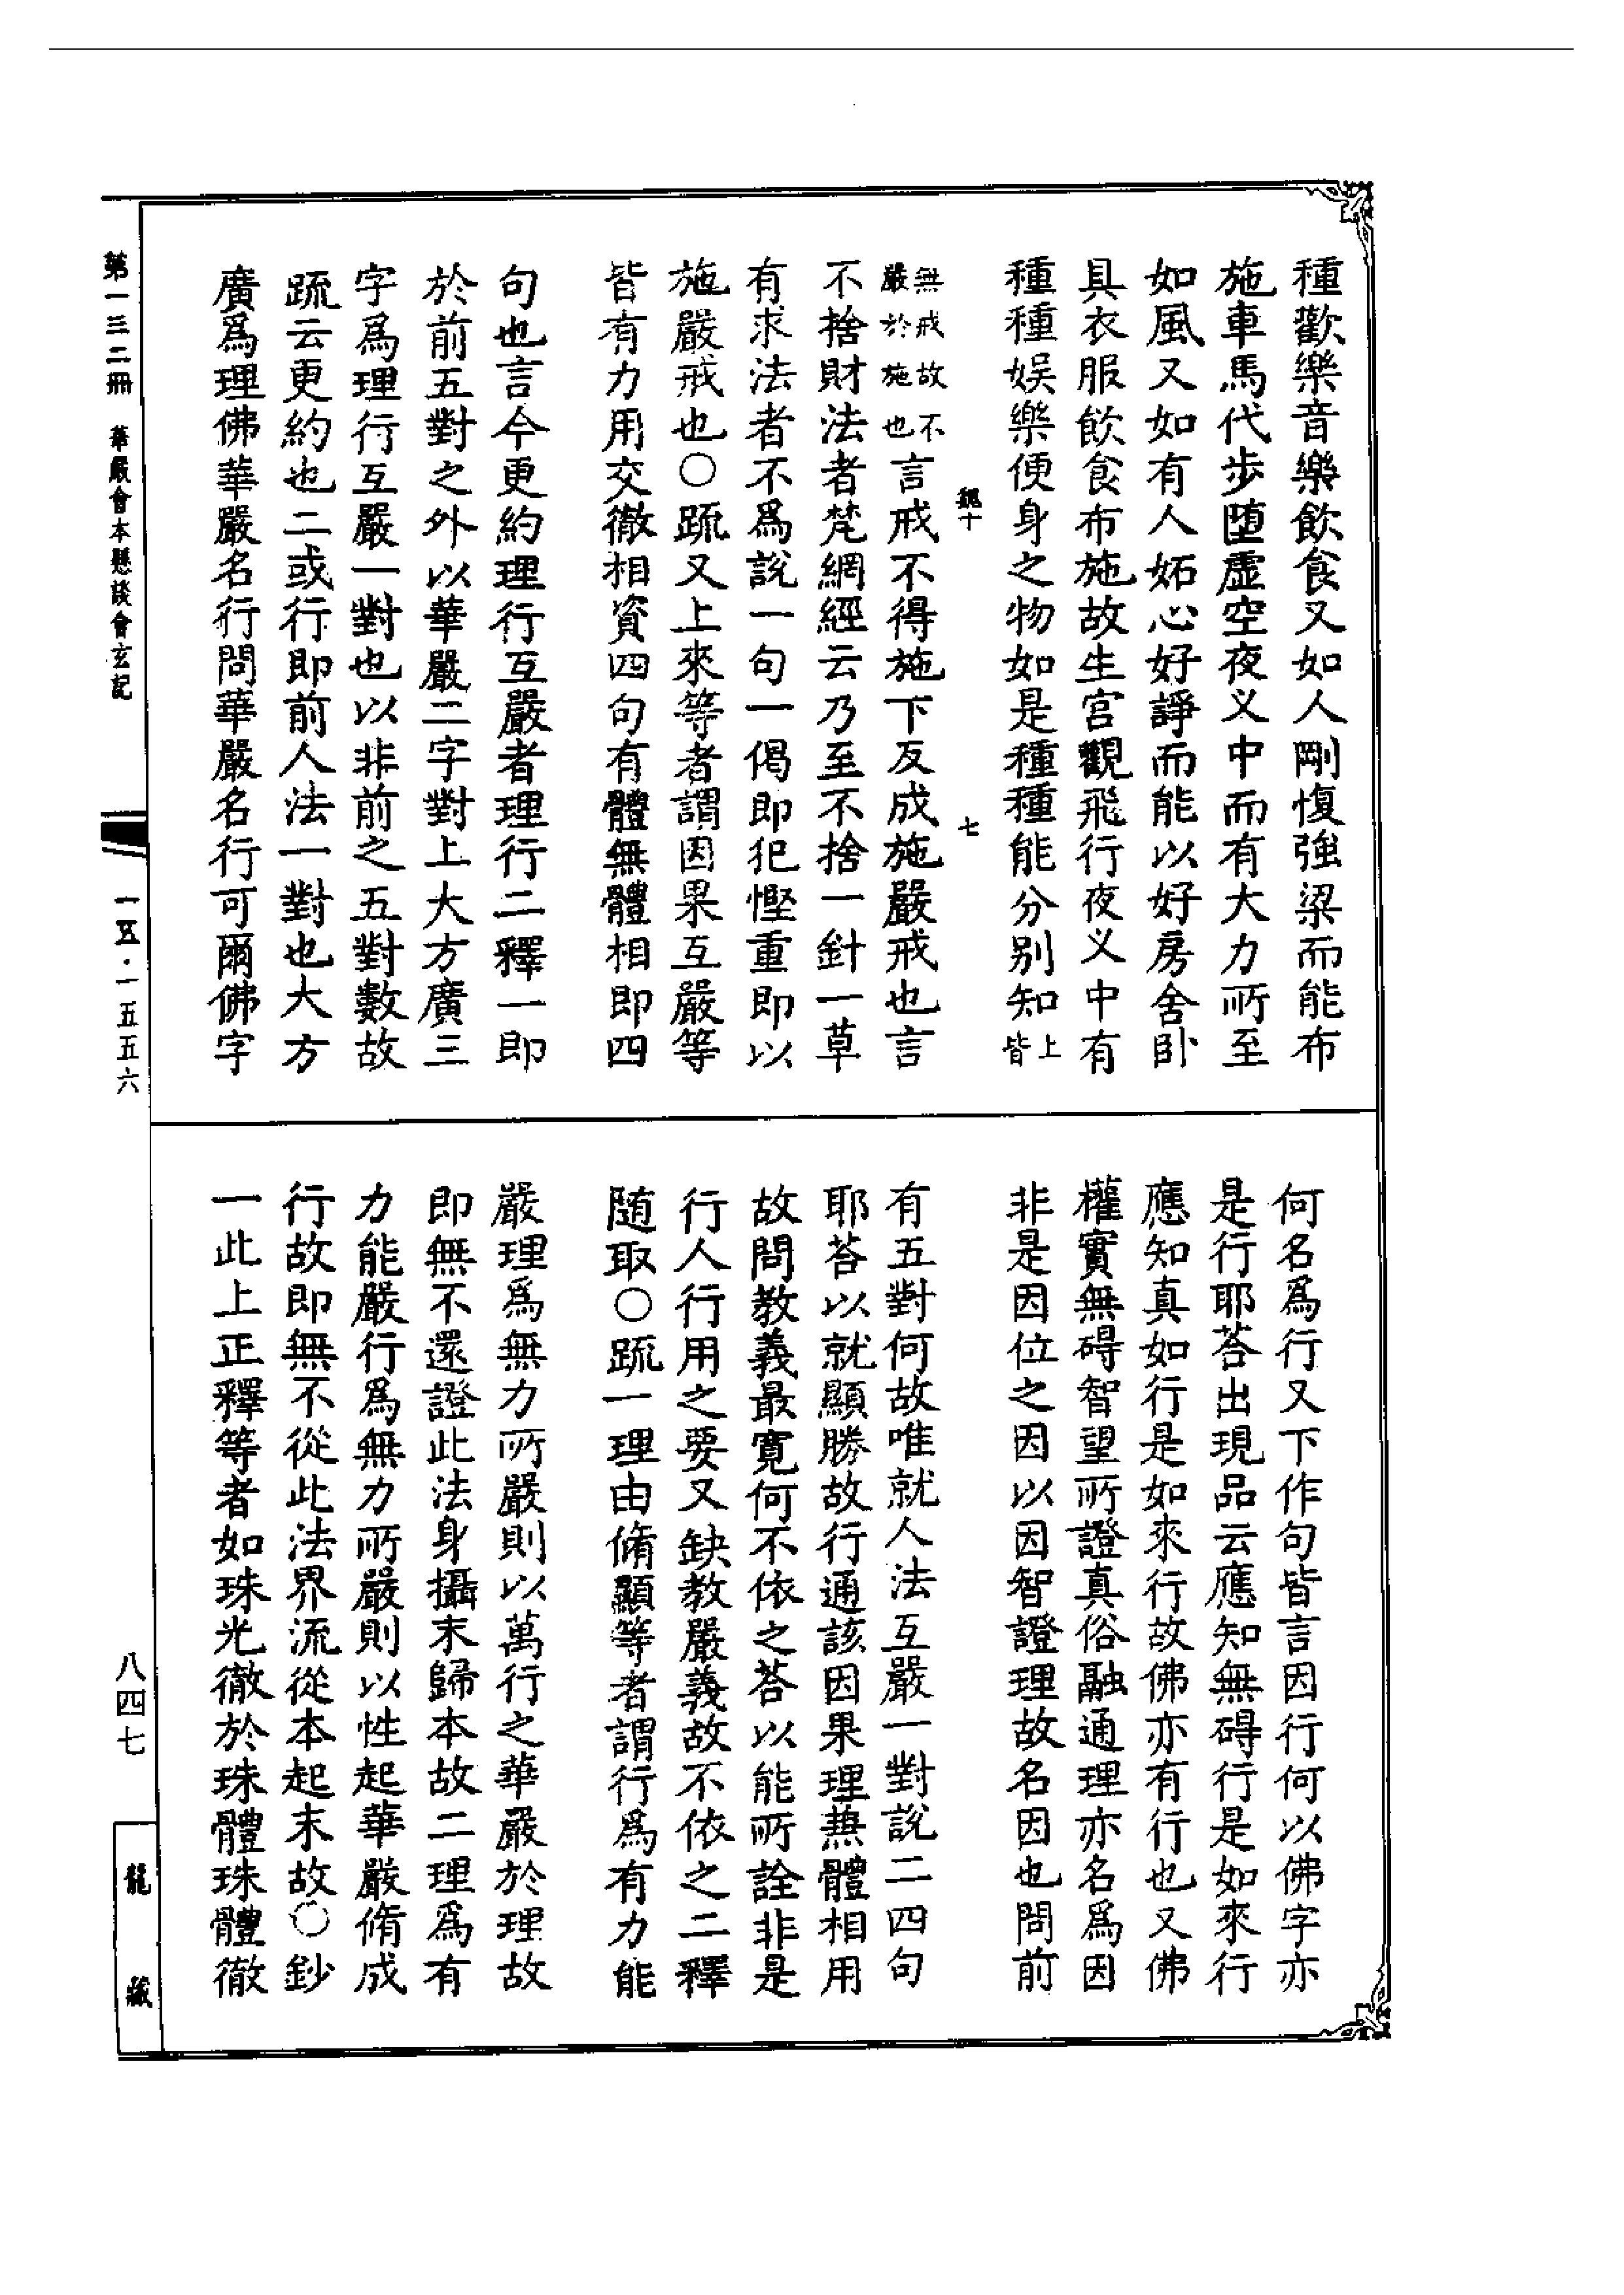 種歡樂音樂飲食又如人剛愎強梁而能布
施車馬代步堕虛空夜义中而有大力所至
如風又如有人妬心好諍而能以好房舍卧
具衣服飲食布施故生宫觀飛行夜义中有
種種娱樂便身之物如是種種能分别知上皆
魏十 七
無戒故不嚴於施也言戒不得施下反成施嚴戒也言
不捨財法者梵網經云乃至不捨一針一草
有求法者不爲説一句一偈即犯慳重即以
施嚴戒也○䟽又上來等者謂因果互嚴等
皆有力用交徹相資四句有體無體相即四
句也言今更約理行互嚴者理行二釋一即
於前五對之外以華嚴二字對上大方廣三
字爲理行互嚴一對也以非前之五對數故
䟽云更約也二或行即前人法一對也大方
廣爲理佛華嚴名行問華嚴名行可爾佛字
何名爲行又下作句皆言因行何以佛字亦
是行耶荅出現品云應知無碍行是如來行
應知真如行是如來行故佛亦有行也又佛
權實無碍智望所證真俗融通理亦名爲因
非是因位之因以因智證理故名因也問前
有五對何故唯就人法互嚴一對説二四句
耶荅以就顯勝故行通該因果理兼體相用
故問教義最寛何不依之荅以能所詮非是
行人行用之要又缺教嚴義故不依之二釋
随取○䟽一理由脩顯等者謂行爲有力能
嚴理爲無力所嚴則以萬行之華嚴於理故
即無不還證此法身攝末歸本故二理爲有
力能嚴行爲無力所嚴則以性起華嚴脩成
行故即無不從此法界流從本起末故○鈔
一此上正釋等者如珠光徹於珠體珠體徹
第一三二冊 華嚴會本懸談會玄記
一五·一五五六
八四七
龍藏